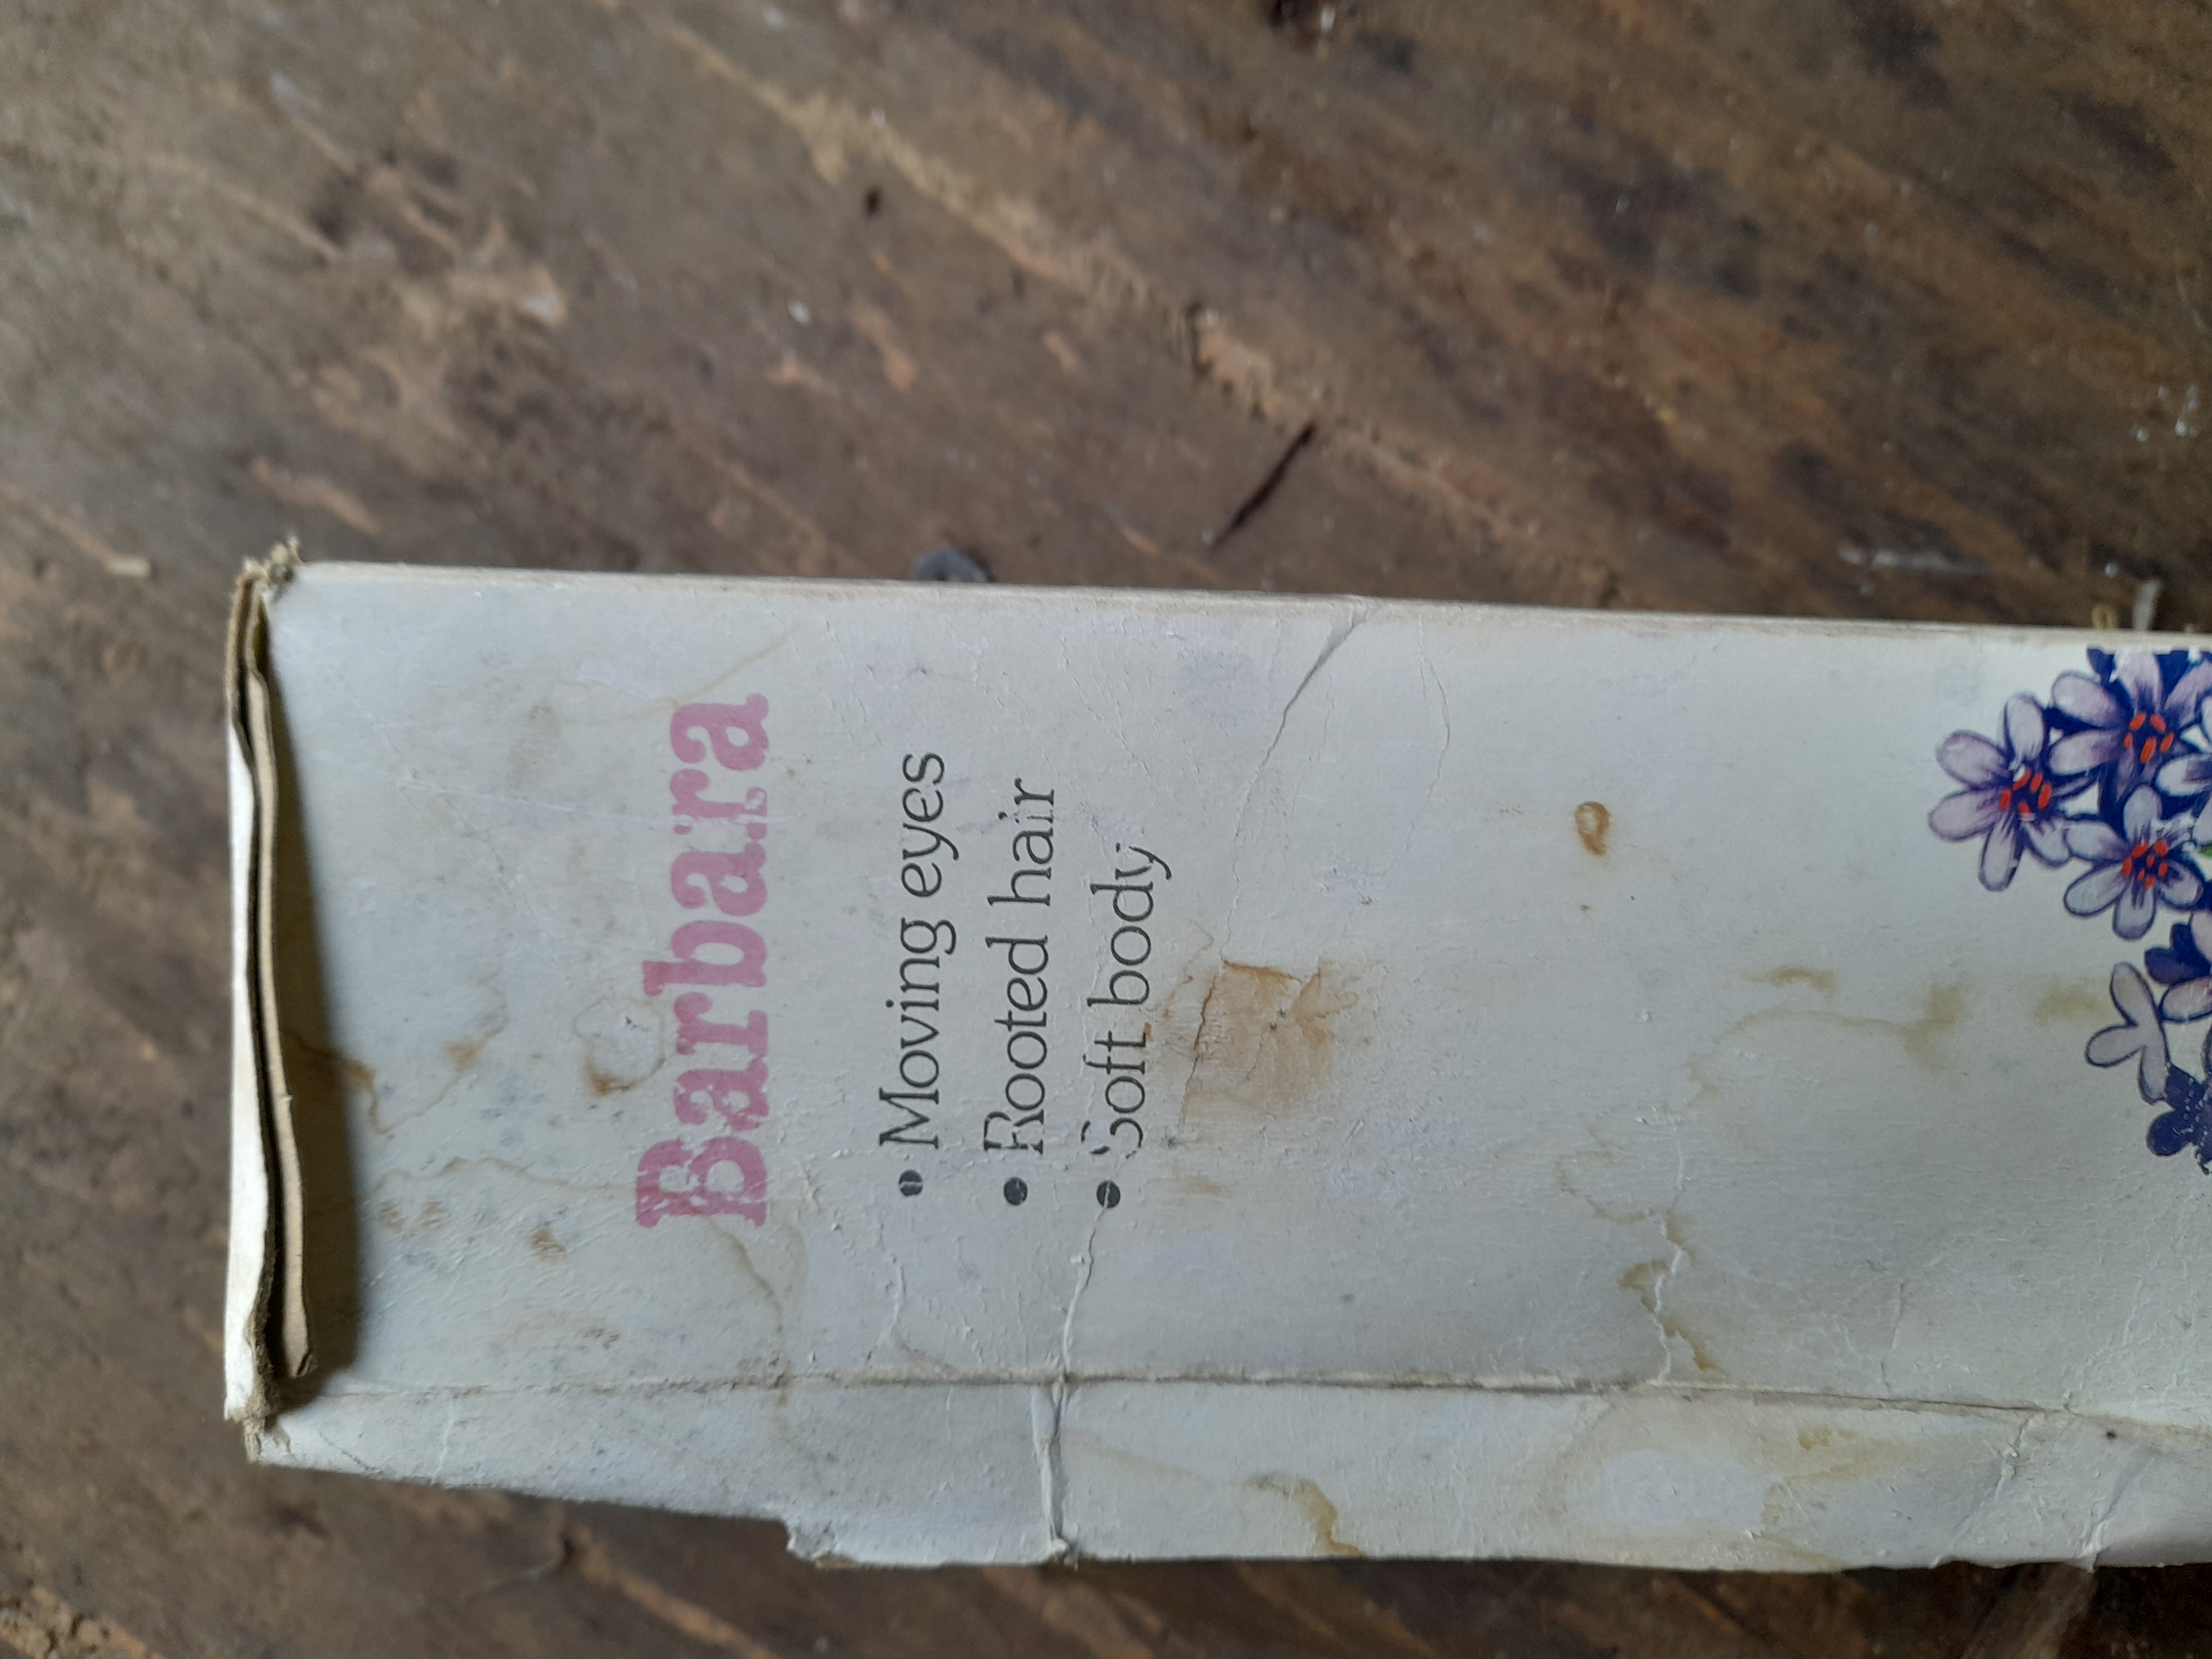 Barbara
• Moving eyes
• Rooted hair
• Soft body